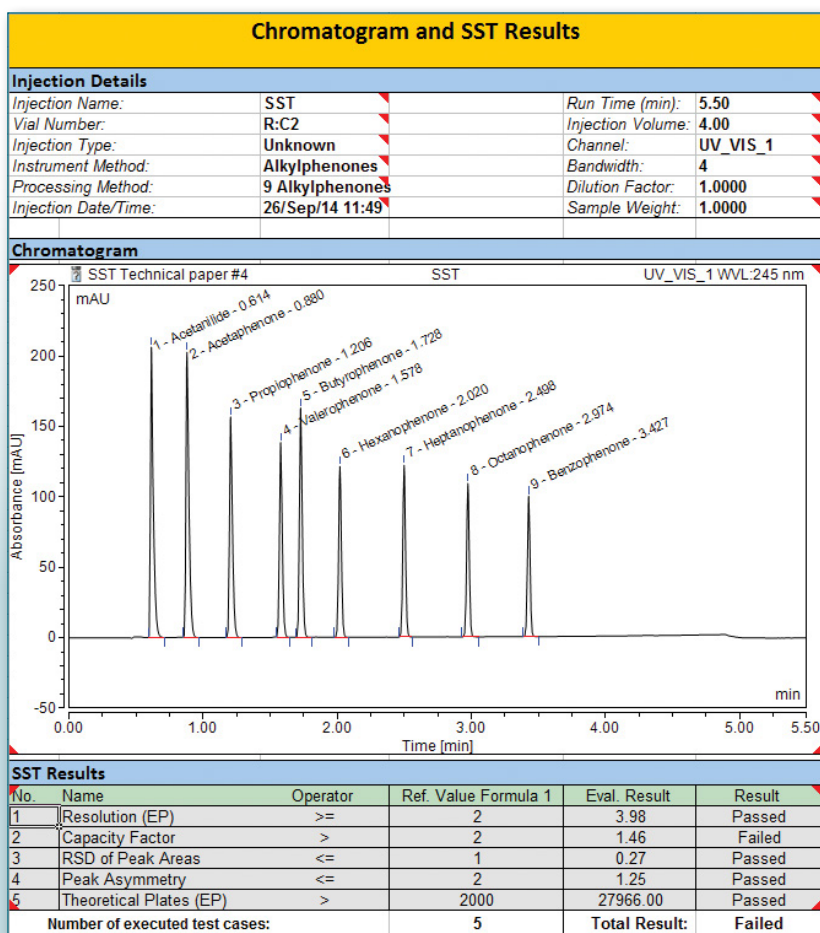 Chromatogram and SST Results
Injection Details
Injection Name: SST Run Time (min): 5.50
Vial Number: R:C2 Injection Volume: 4.00
Injection Type: Unknown Channel: UV_VIS_1
Instrument Method: Alkylphenones Bandwidth: 4
Processing Method: 9 Alkylphenones Dilution Factor: 1.0000
Injection Date/Time: 26/Sep/14 11:49 Sample Weight: 1.0000
Chromatogram
SST Technical paper #4 SST UV_VIS_1 WVL:245 nm
mAU
250
200
150
100
50
0
-50
Absorbance [mAU]
1 - Acetanilide - 0.614
2 - Acetaphenone - 0.880
3 - Propiophenone - 1.206
4 - Valerophenone - 1.578
5 - Butyrophenone - 1.728
6 - Hexanophenone - 2.020
7 - Heptanophenone - 2.498
8 - Octanophenone - 2.974
9 - Benzophenone - 3.427
min
0.00 1.00 2.00 3.00 4.00 5.00 5.50
Time [min]
SST Results
No. Name Operator Ref. Value Formula 1 Eval. Result Result
1 Resolution (EP) >= 2 3.98 Passed
2 Capacity Factor > 2 1.46 Failed
3 RSD of Peak Areas <= 1 0.27 Passed
4 Peak Asymmetry <= 2 1.25 Passed
5 Theoretical Plates (EP) > 2000 27966.00 Passed
Number of executed test cases: 5 Total Result: Failed